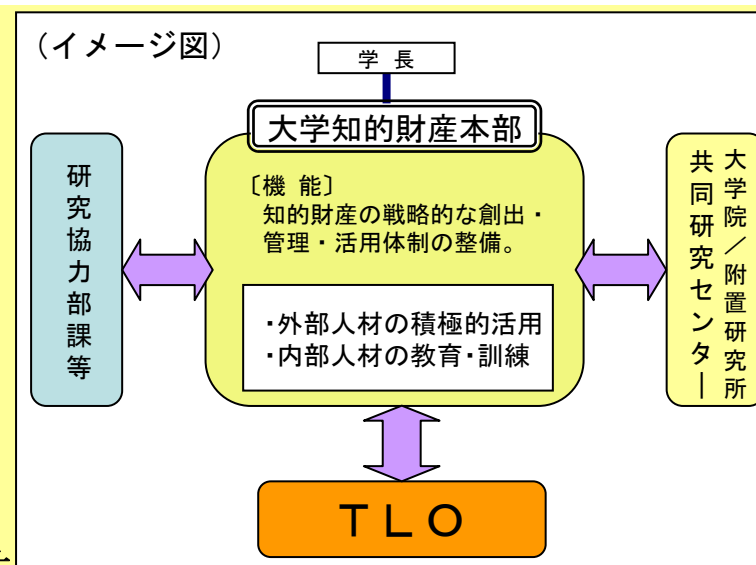 （イメージ図）
学 長
大学知的財産本部
〔機 能〕
知的財産の戦略的な創出・
管理・活用体制の整備。
・外部人材の積極的活用
・内部人材の教育・訓練
研究協力部課等
大学院／附置研究所
共同研究センター
ＴＬＯ